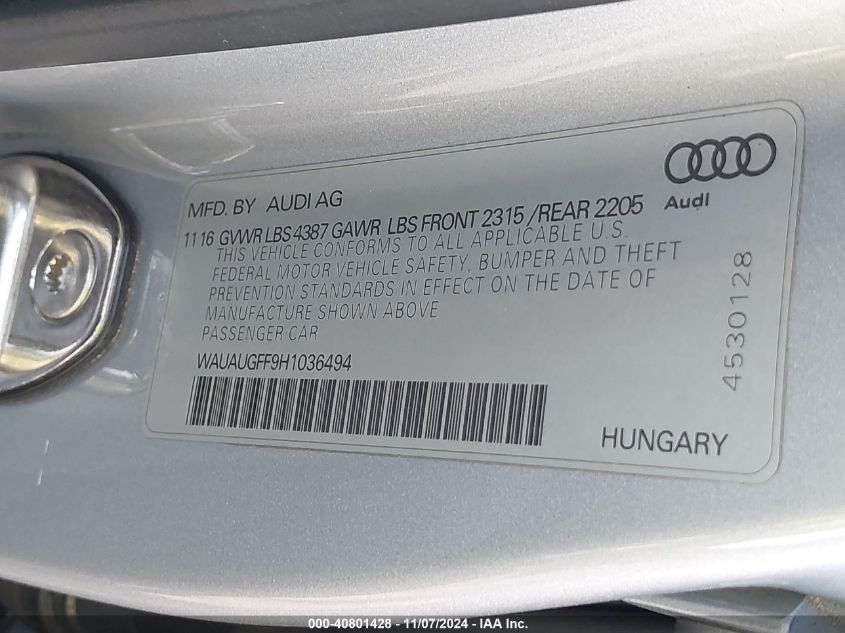 MFD. BY AUDI AG
Audi
11 16 GVWR LBS 4387 GAWR LBS FRONT 2315 / REAR 2205
THIS VEHICLE CONFORMS TO ALL APPLICABLE U.S.
FEDERAL MOTOR VEHICLE SAFETY, BUMPER AND THEFT
PREVENTION STANDARDS IN EFFECT ON THE DATE OF
MANUFACTURE SHOWN ABOVE
PASSENGER CAR
WAUAUGFF9H1036494
4530128
HUNGARY
000-40801428 - 11/07/2024 - IAA Inc.